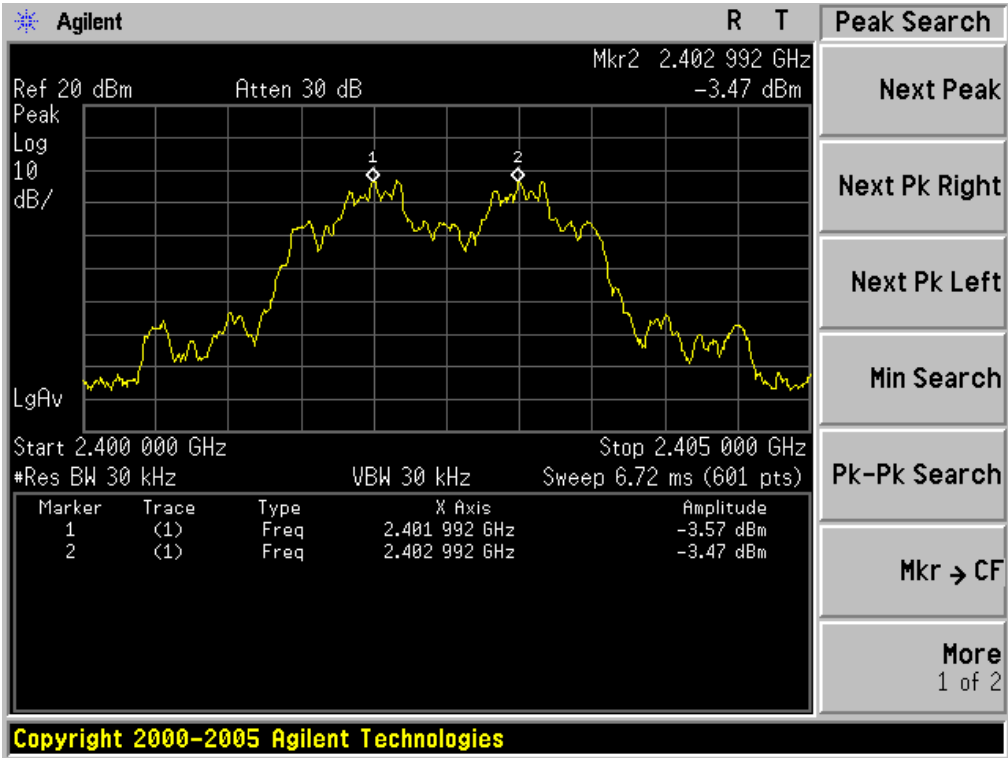 Agilent R T Peak Search
Mkr2 2.402 992 GHz
Ref 20 dBm Atten 30 dB -3.47 dBm
Peak
Log
10
dB/
1 2
LgAv
Start 2.400 000 GHz Stop 2.405 000 GHz
#Res BW 30 kHz VBW 30 kHz Sweep 6.72 ms (601 pts)
Marker Trace Type X Axis Amplitude
1 (1) Freq 2.401 992 GHz -3.57 dBm
2 (1) Freq 2.402 992 GHz -3.47 dBm
Next Peak
Next Pk Right
Next Pk Left
Min Search
Pk-Pk Search
Mkr → CF
More
1 of 2
Copyright 2000-2005 Agilent Technologies